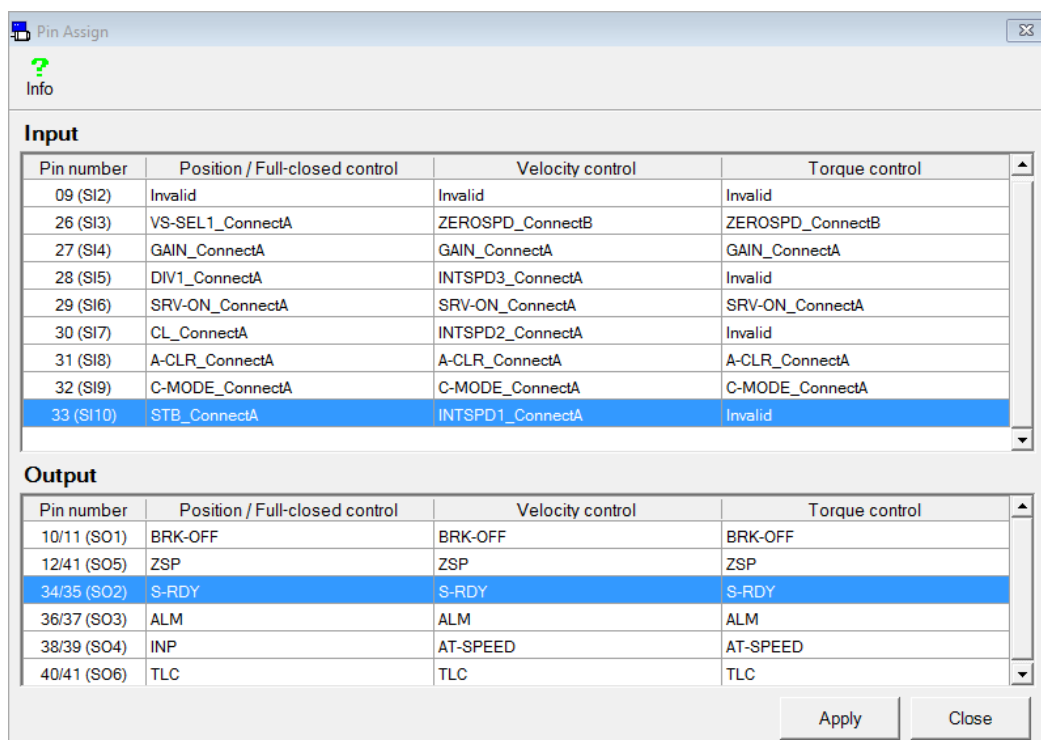 Pin Assign
?
Info
Input
Pin number Position / Full-closed control Velocity control Torque control
09 (SI2) Invalid Invalid Invalid
26 (SI3) VS-SEL1_ConnectA ZEROSPD_ConnectB ZEROSPD_ConnectB
27 (SI4) GAIN_ConnectA GAIN_ConnectA GAIN_ConnectA
28 (SI5) DIV1_ConnectA INTSPD3_ConnectA Invalid
29 (SI6) SRV-ON_ConnectA SRV-ON_ConnectA SRV-ON_ConnectA
30 (SI7) CL_ConnectA INTSPD2_ConnectA Invalid
31 (SI8) A-CLR_ConnectA A-CLR_ConnectA A-CLR_ConnectA
32 (SI9) C-MODE_ConnectA C-MODE_ConnectA C-MODE_ConnectA
33 (SI10) STB_ConnectA INTSPD1_ConnectA Invalid
Output
Pin number Position / Full-closed control Velocity control Torque control
10/11 (SO1) BRK-OFF BRK-OFF BRK-OFF
12/41 (SO5) ZSP ZSP ZSP
34/35 (SO2) S-RDY S-RDY S-RDY
36/37 (SO3) ALM ALM ALM
38/39 (SO4) INP AT-SPEED AT-SPEED
40/41 (SO6) TLC TLC TLC
Apply Close